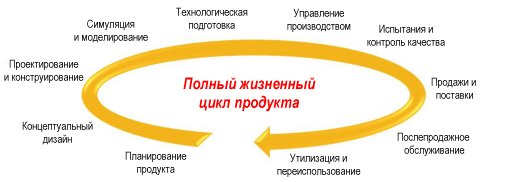 Технологическая
подготовка
Управление
производством
Симуляция
и моделирование
Испытания и
контроль качества
Проектирование
и конструирование
Полный жизненный
цикл продукта
Продажи и
поставки
Концептуальный
дизайн
Послепродажное
обслуживание
Планирование
продукта
Утилизация и
переиспользование